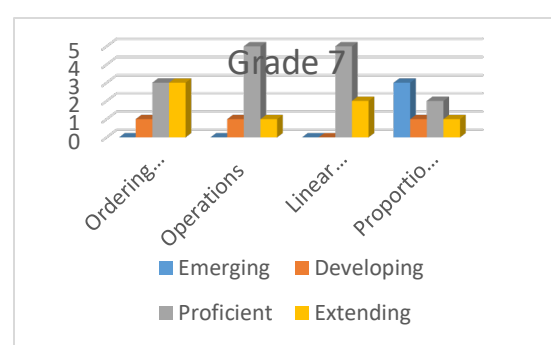 Grade 7
5
4
3
2
1
0
Ordering...
Operations
Linear...
Proportio...
Emerging Developing
Proficient Extending